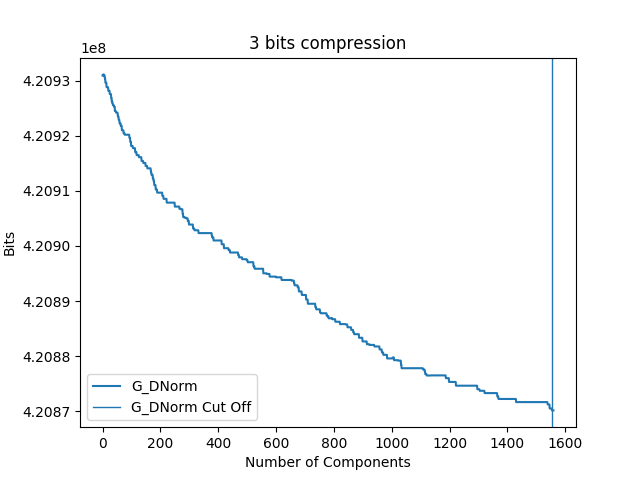 3 bits compression
1e8
4.2093
4.2092
4.2091
4.2090
4.2089
4.2088
4.2087
Bits
G_DNorm
G_DNorm Cut Off
0 200 400 600 800 1000 1200 1400 1600
Number of Components